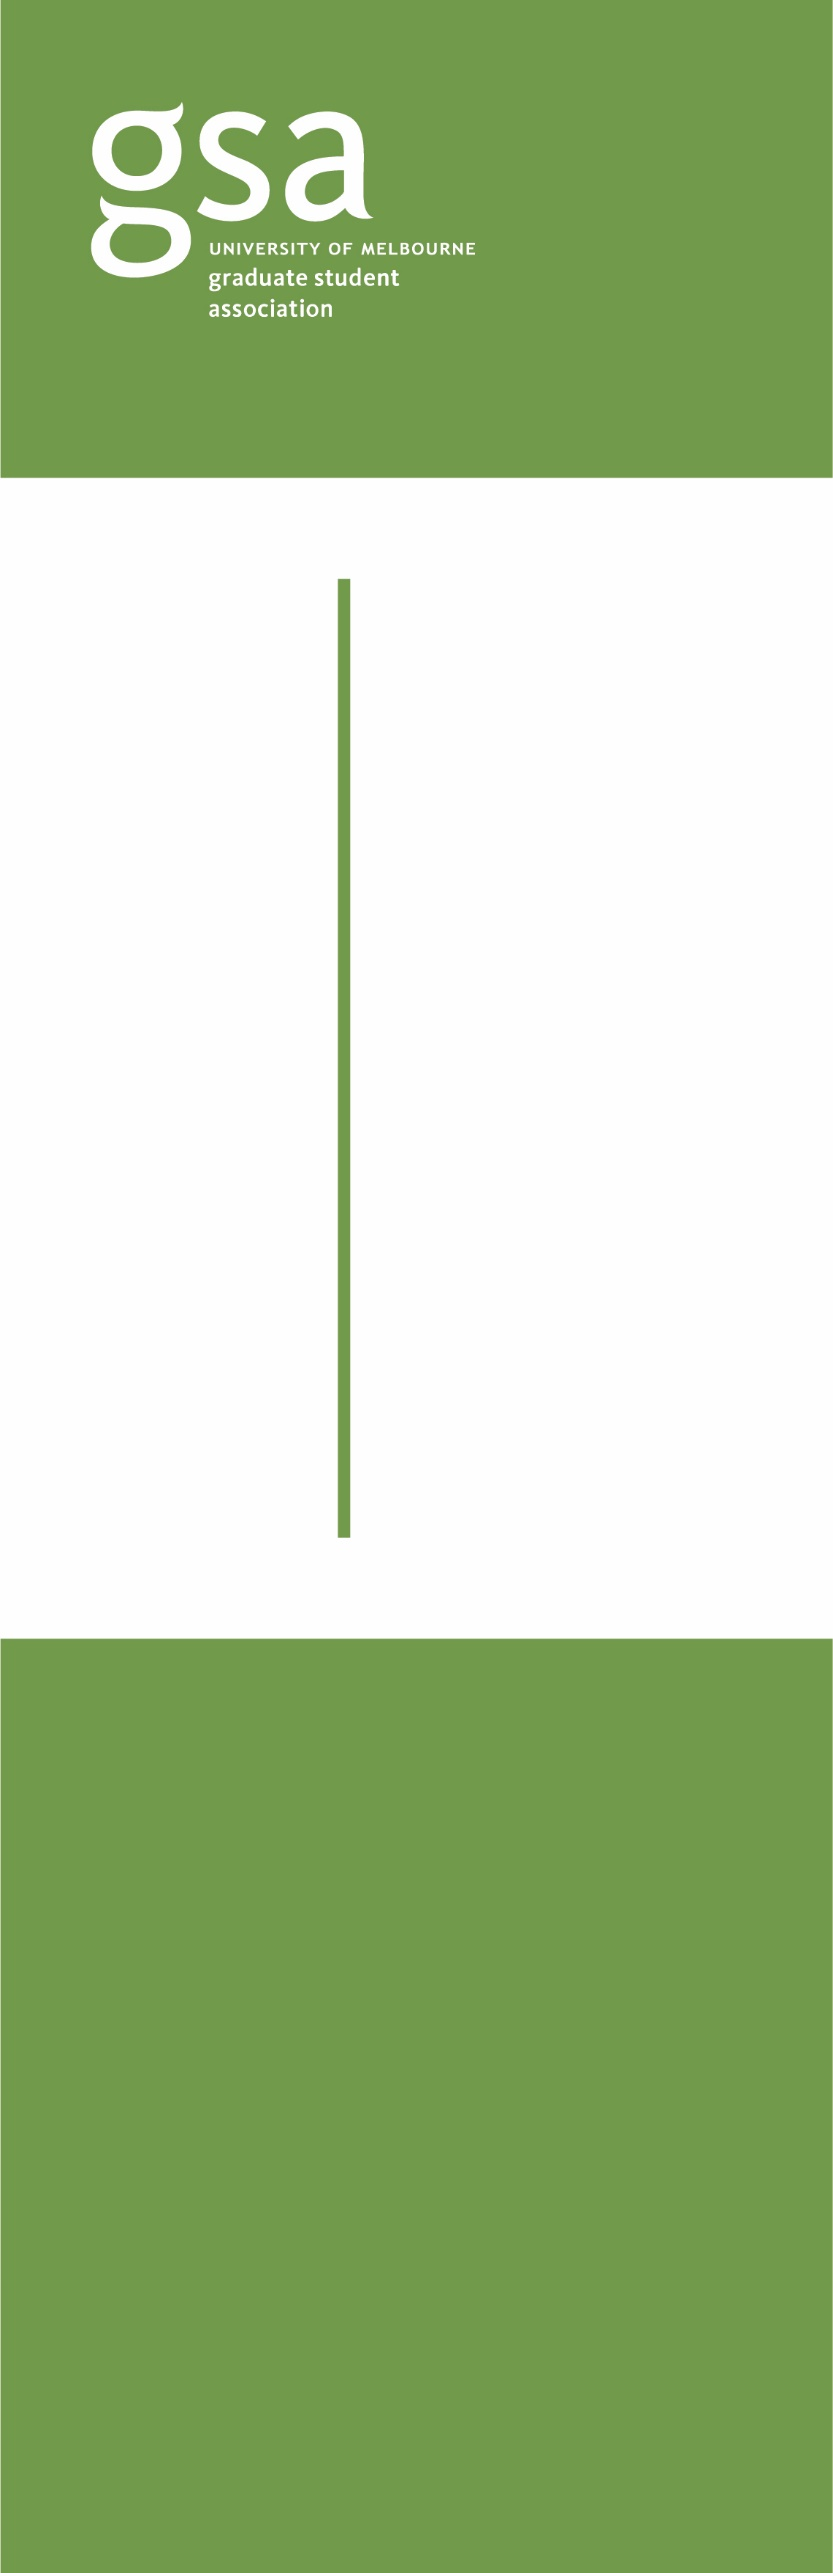 gsa
UNIVERSITY OF MELBOURNE
graduate student
association